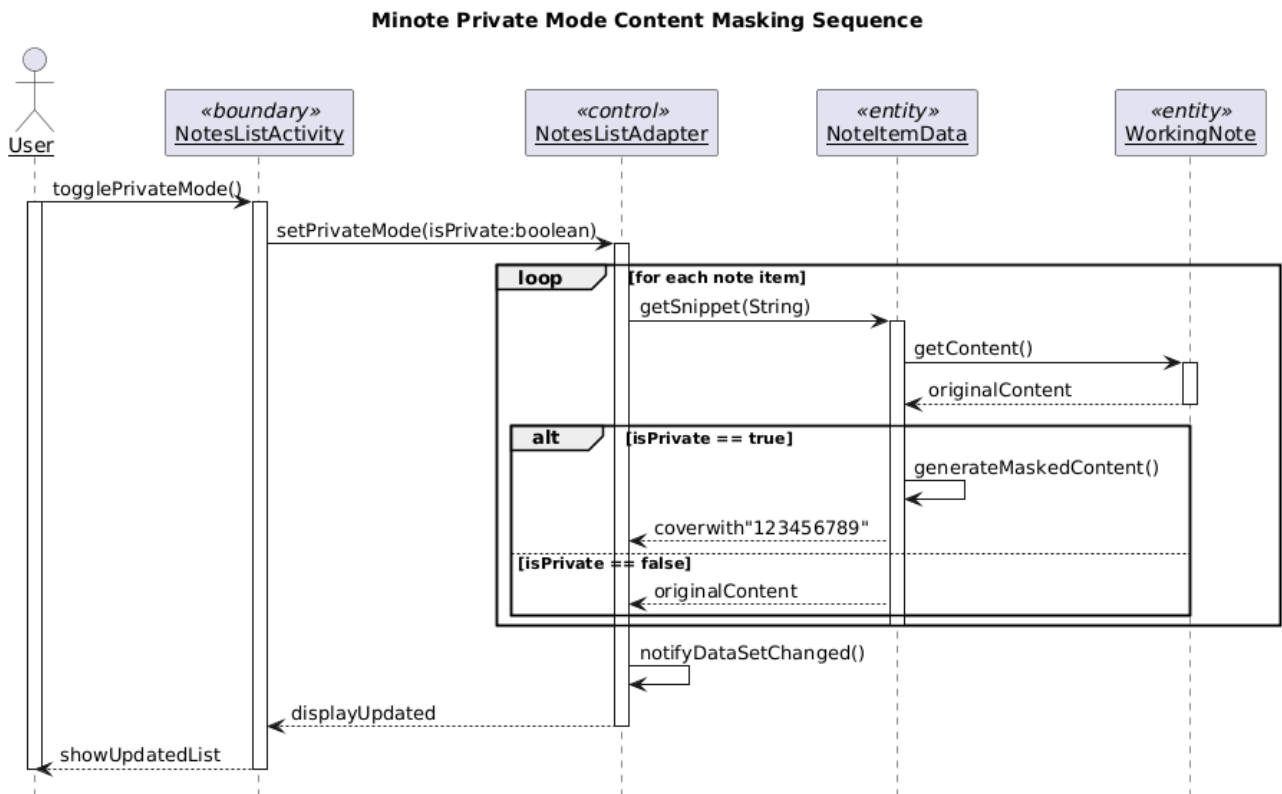 Minote Private Mode Content Masking Sequence
User
«boundary»
NotesListActivity
«control»
NotesListAdapter
«entity»
NoteItemData
«entity»
WorkingNote
togglePrivateMode()
setPrivateMode(isPrivate:boolean)
loop [for each note item]
getSnippet(String)
getContent()
originalContent
alt [isPrivate == true]
generateMaskedContent()
coverwith"123456789"
[isPrivate == false]
originalContent
notifyDataSetChanged()
displayUpdated
showUpdatedList